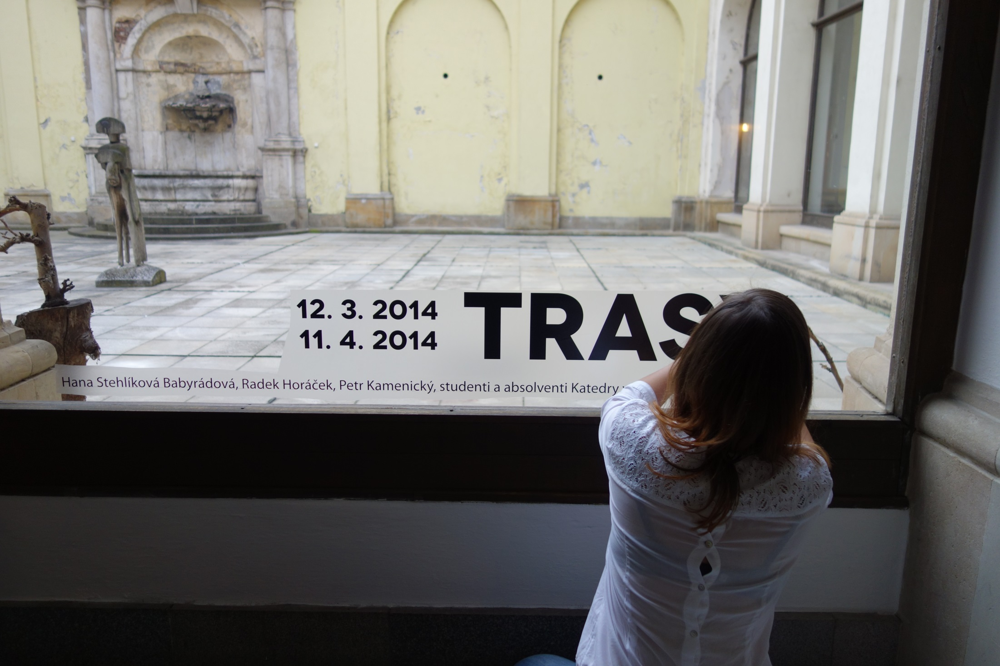 12. 3. 2014
11. 4. 2014
TRAS
Hana Stehlíková Babyrádová, Radek Horáček, Petr Kamenický, studenti a absolventi Katedry